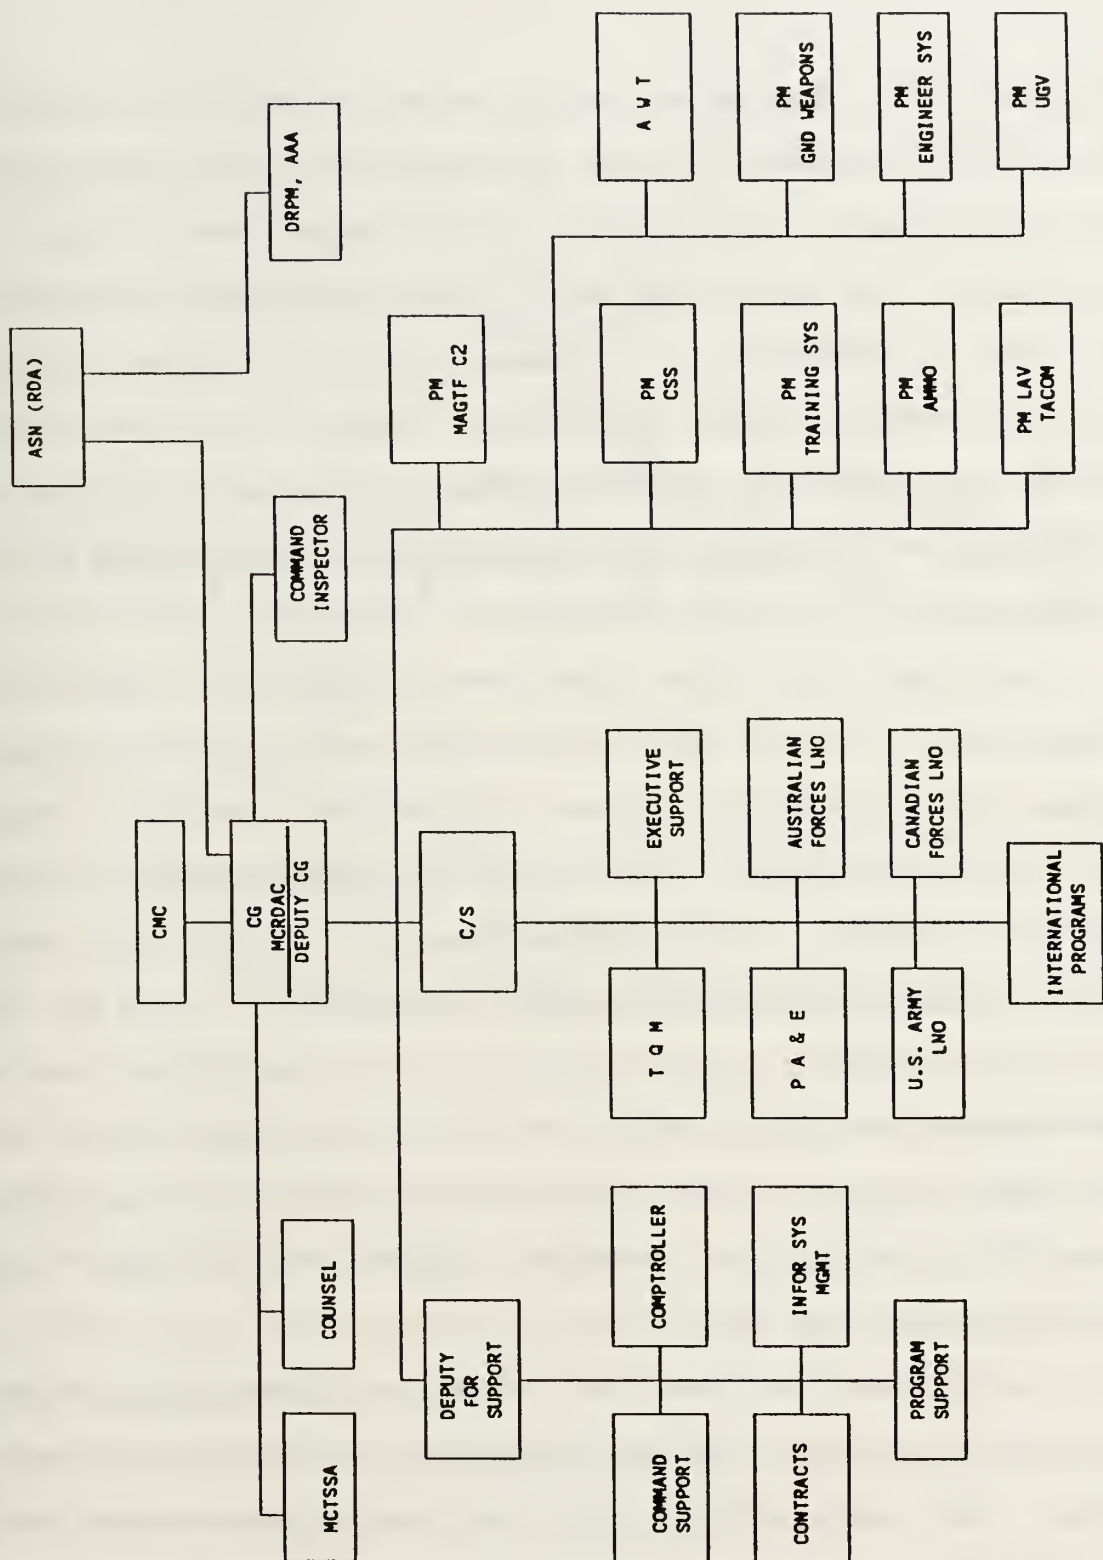 ASN (RDA)
CMC
CG
MCRDAC
DEPUTY CG
MCTSSA
COUNSEL
COMMAND
INSPECTOR
DRPM, AAA
DEPUTY
FOR
SUPPORT
C/S
PM
MAGTF C2
COMMAND
SUPPORT
COMPTROLLER
T Q M
EXECUTIVE
SUPPORT
PM
CSS
A W T
CONTRACTS
INFOR SYS
MGMT
P A & E
AUSTRALIAN
FORCES LNO
PM
TRAINING SYS
PM
GND WEAPONS
PROGRAM
SUPPORT
U.S. ARMY
LNO
CANADIAN
FORCES LNO
PM
AMMO
PM
ENGINEER SYS
INTERNATIONAL
PROGRAMS
PM LAV
TACOM
PM
UGV